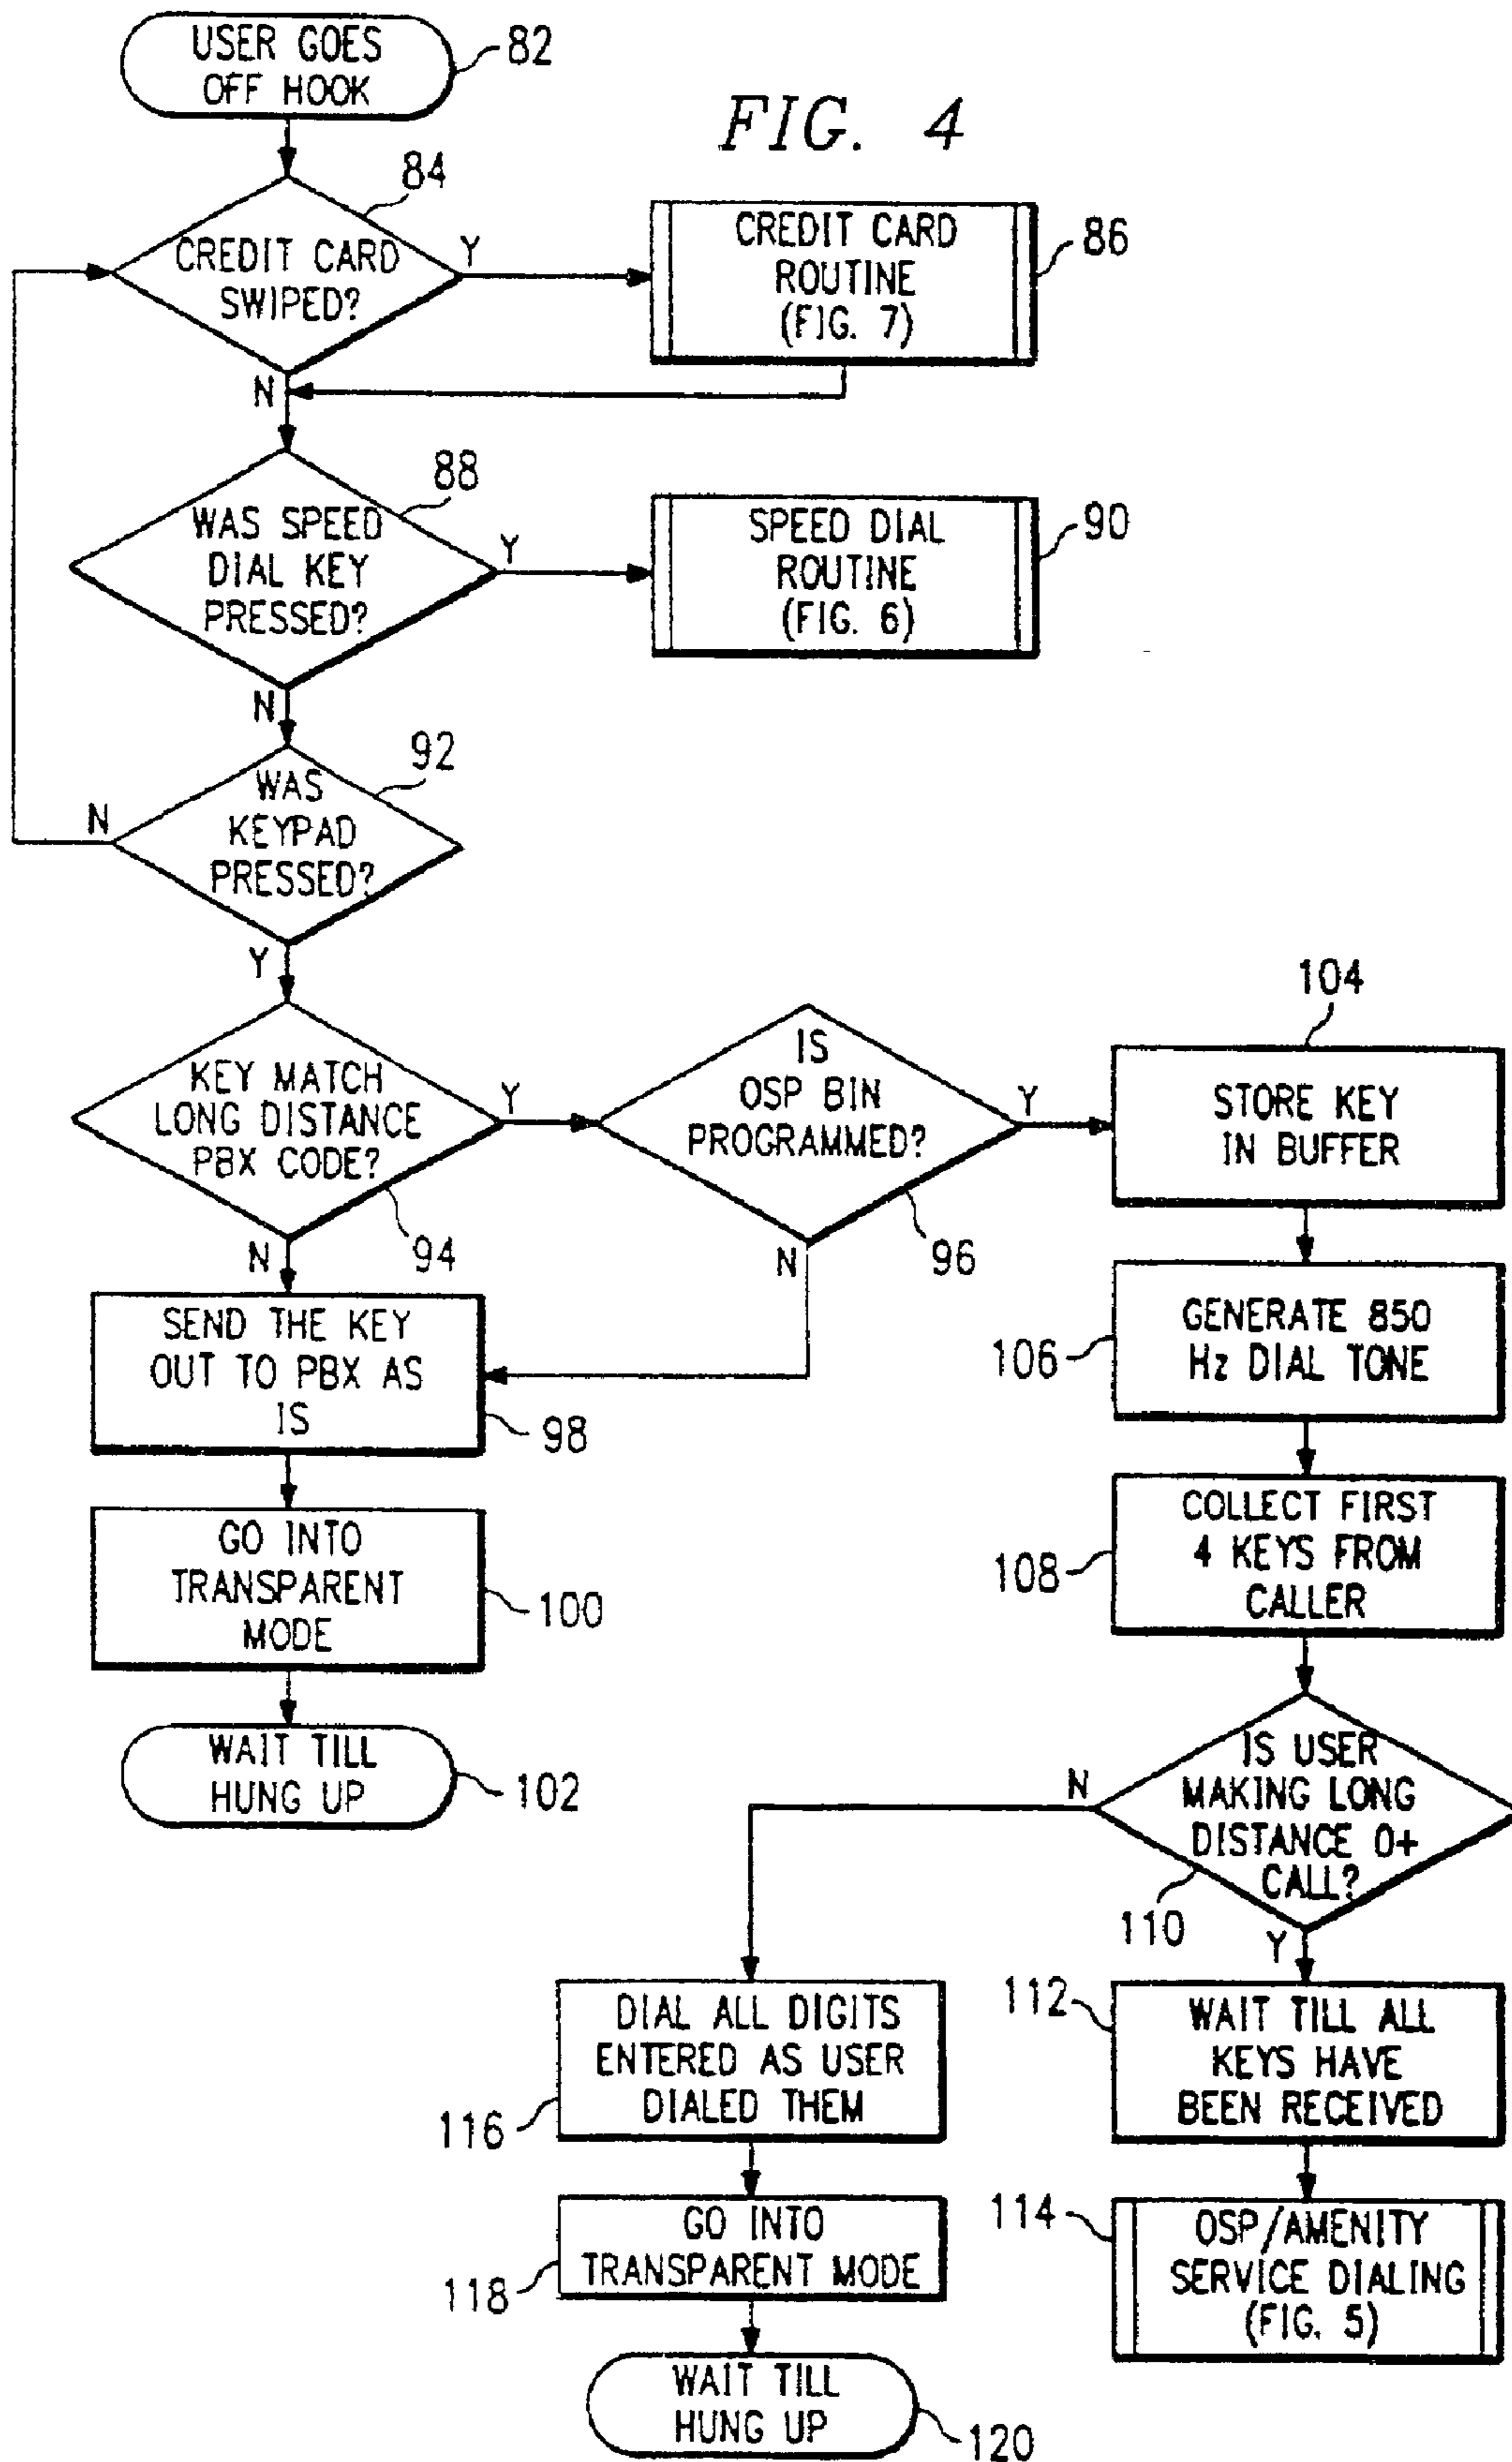 USER GOES
OFF HOOK
82
FIG. 4
84
CREDIT CARD
SWIPED?
Y
N
CREDIT CARD
ROUTINE
(FIG. 7)
86
88
WAS SPEED
DIAL KEY
PRESSED?
Y
N
SPEED DIAL
ROUTINE
(FIG. 6)
90
92
WAS
KEYPAD
PRESSED?
N
Y
KEY MATCH
LONG DISTANCE
PBX CODE?
Y
N
94
IS
OSP BIN
PROGRAMMED?
Y
N
96
104
STORE KEY
IN BUFFER
SEND THE KEY
OUT TO PBX AS
IS
98
GENERATE 850
Hz DIAL TONE
106
GO INTO
TRANSPARENT
MODE
100
COLLECT FIRST
4 KEYS FROM
CALLER
108
WAIT TILL
HUNG UP
102
IS USER
MAKING LONG
DISTANCE 0+
CALL?
N
Y
110
DIAL ALL DIGITS
ENTERED AS USER
DIALED THEM
116
112
WAIT TILL ALL
KEYS HAVE
BEEN RECEIVED
GO INTO
TRANSPARENT MODE
118
114
OSP/AMENITY
SERVICE DIALING
(FIG. 5)
WAIT TILL
HUNG UP
120